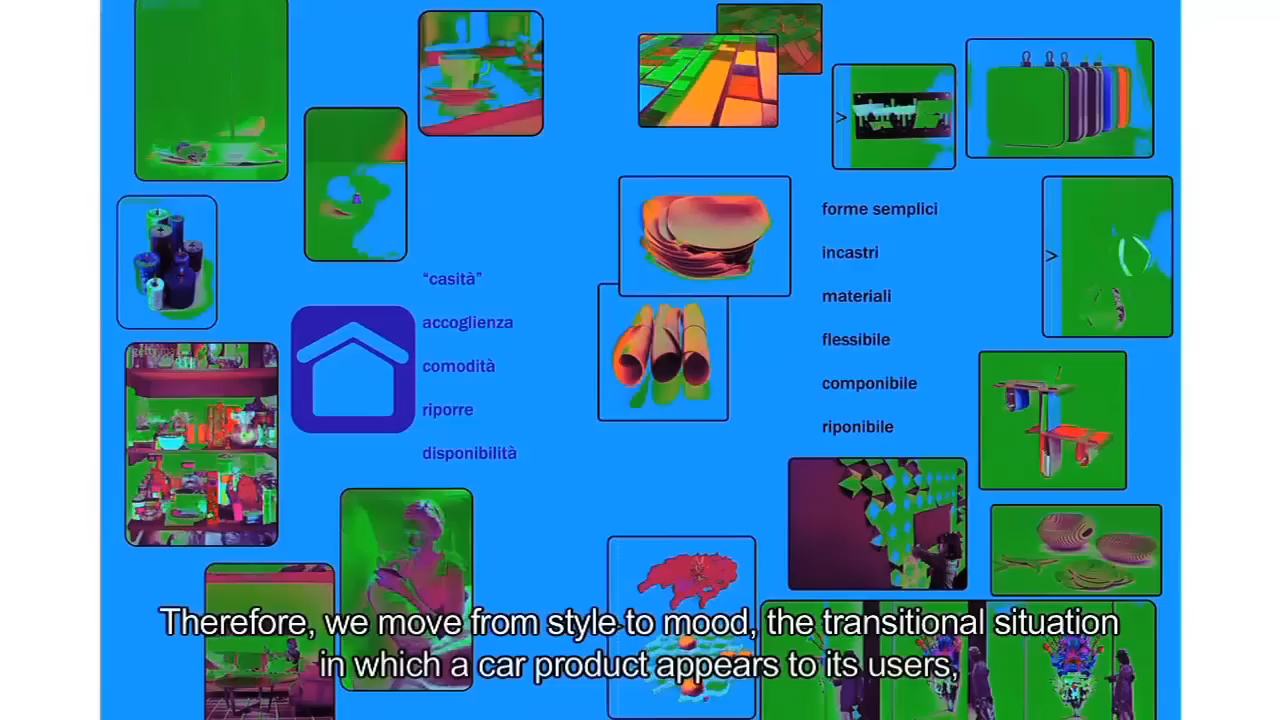 forme semplici
incastri
"casità"
materiali
accoglienza
flessibile
comodità
componibile
riporre
riponibile
disponibilità
Therefore, we move from style to mood, the transitional situation
in which a car product appears to its users,